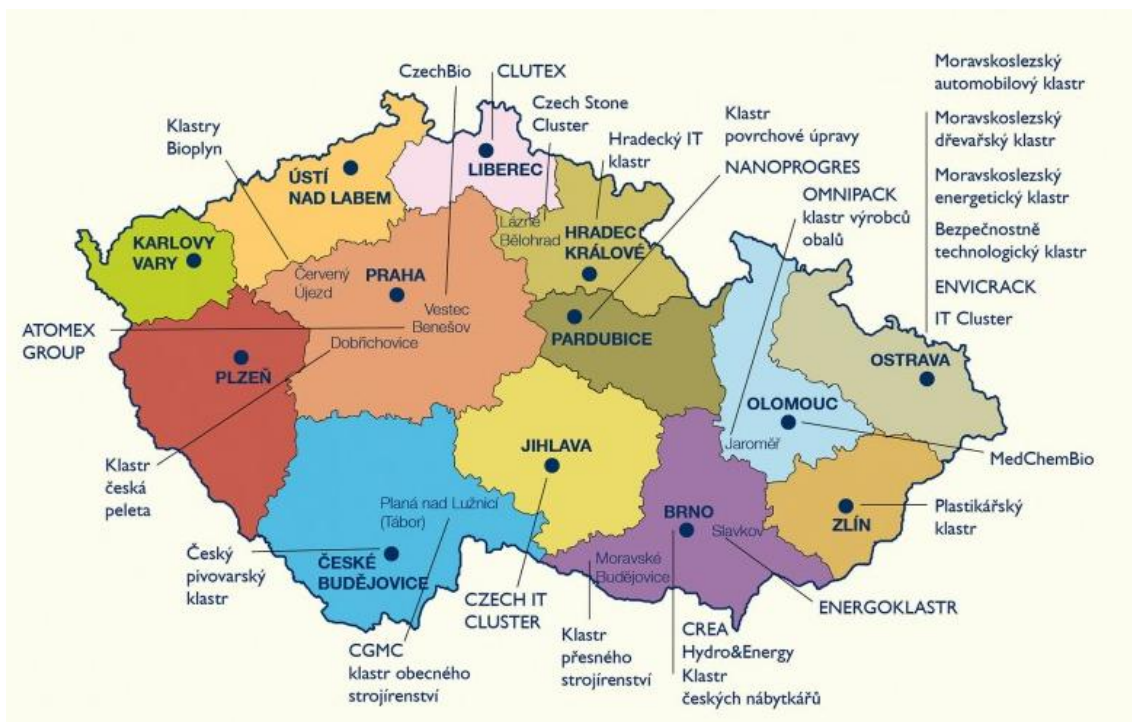 CzechBio
CLUTEX
Klastry
Bioplyn
Czech Stone
Cluster
Hradecký IT
klastr
Klastr
povrchové úpravy
NANOPROGRES
OMNIPACK
klastr výrobců
obalů
Moravskoslezský
automobilový klastr
Moravskoslezský
dřevařský klastr
Moravskoslezský
energetický klastr
Bezpečnostně
technologický klastr
ENVICRACK
IT Cluster
ÚSTÍ
NAD LABEM
LIBEREC
KARLOVY
VARY
Lázně
Bělohrad
HRADEC
KRÁLOVÉ
Červený
Újezd
PRAHA
Vestec
Benešov
Dobřichovice
ATOMEX
GROUP
PLZEŇ
PARDUBICE
OSTRAVA
OLOMOUC
Jaroměř
JIHLAVA
MedChemBio
Klastr
česká
peleta
Planá nad Lužnicí
(Tábor)
BRNO
Slavkov
ZLÍN
Plastikářský
klastr
Český
pivovarský
klastr
ČESKÉ
BUDĚJOVICE
Moravské
Budějovice
CZECH IT
CLUSTER
ENERGOKLASTR
CGMC
klastr obecného
strojírenství
Klastr
přesného
strojírenství
CREA
Hydro&Energy
Klastr
českých nábytkářů